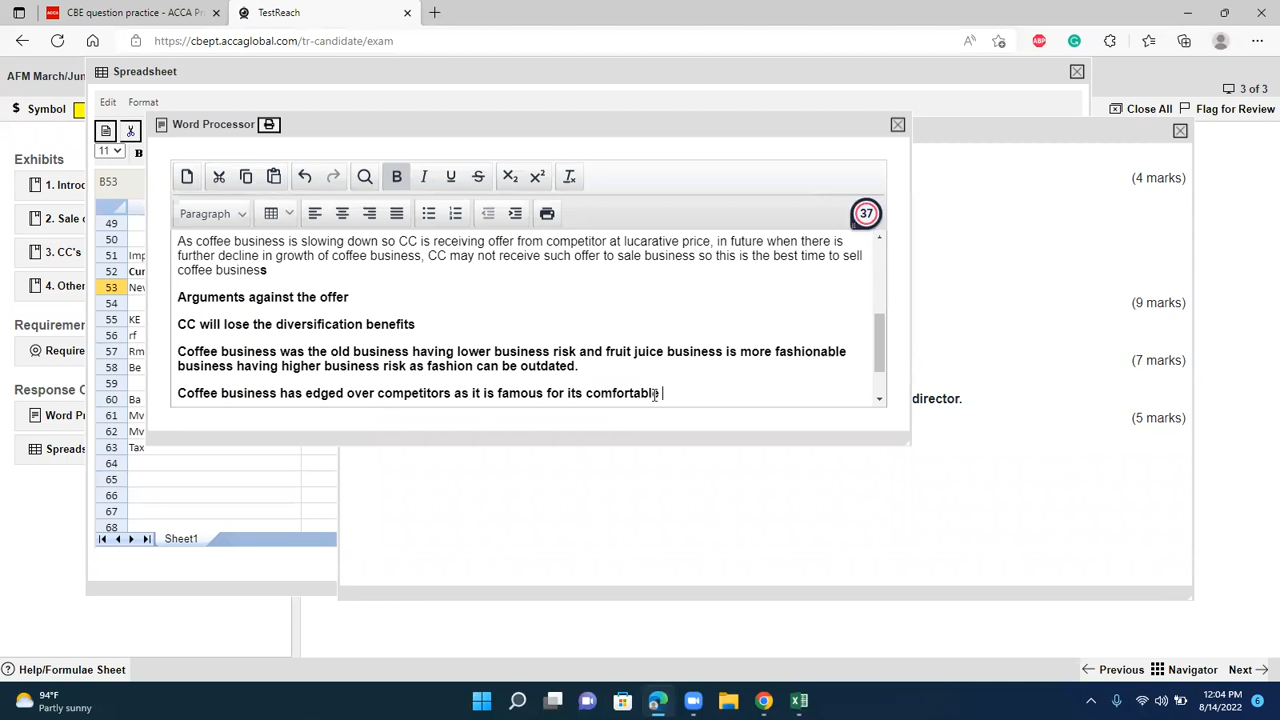 CBE question practice - ACCA Pr
TestReach
https://cbept.accaglobal.com/tr-candidate/exam
AFM March/Jun
Spreadsheet
3 of 3
$ Symbol
Edit Format
Close All Flag for Review
Word Processor
Exhibits
11
B
B I U S X2 X2 Ix
(4 marks)
B53
1. Introc
Paragraph
37
2. Sale c
3. CC's
4. Other
49
50
51 Imp
52 Cur
53 Nev
54
55 KE
56 rf
57 Rm
58 Be
59
60 Ba
61 Mv
62 Mv
63 Tax
64
65
66
67
68
As coffee business is slowing down so CC is receiving offer from competitor at lucarative price, in future when there is
further decline in growth of coffee business, CC may not receive such offer to sale business so this is the best time to sell
coffee business
Arguments against the offer
CC will lose the diversification benefits
Coffee business was the old business having lower business risk and fruit juice business is more fashionable
business having higher business risk as fashion can be outdated.
Coffee business has edged over competitors as it is famous for its comfortable
(9 marks)
(7 marks)
director.
(5 marks)
Requiremer
Require
Response O
Word Pr
Spreads
Sheet1
Help/Formulae Sheet
Previous Navigator Next
94°F
Partly sunny
12:04 PM
8/14/2022
6